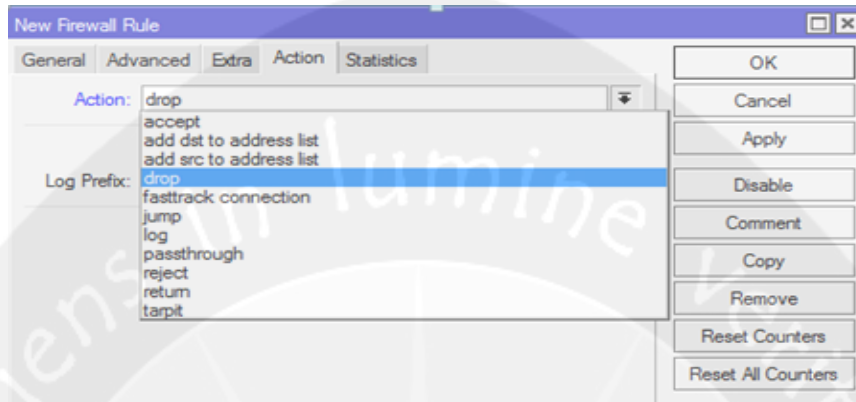 New Firewall Rule
General Advanced Extra Action Statistics
Action: drop
accept
add dst to address list
add src to address list
drop
fasttrack connection
jump
log
passthrough
reject
return
tarpit
Log Prefix:
OK
Cancel
Apply
Disable
Comment
Copy
Remove
Reset Counters
Reset All Counters
lumine
in